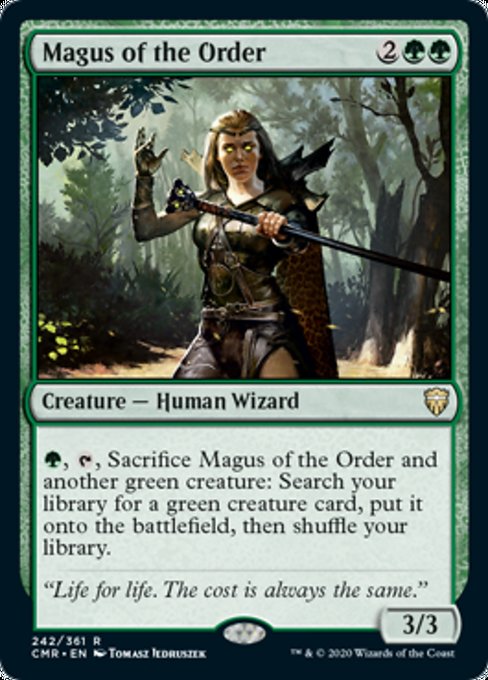 Magus of the Order 2
Creature — Human Wizard
, , Sacrifice Magus of the Order and
another green creature: Search your
library for a green creature card, put it
onto the battlefield, then shuffle your
library.
“Life for life. The cost is always the same.”
3/3
242/361 R
CMR • EN Tomasz Jedruszek
™ & © 2020 Wizards of the Coast